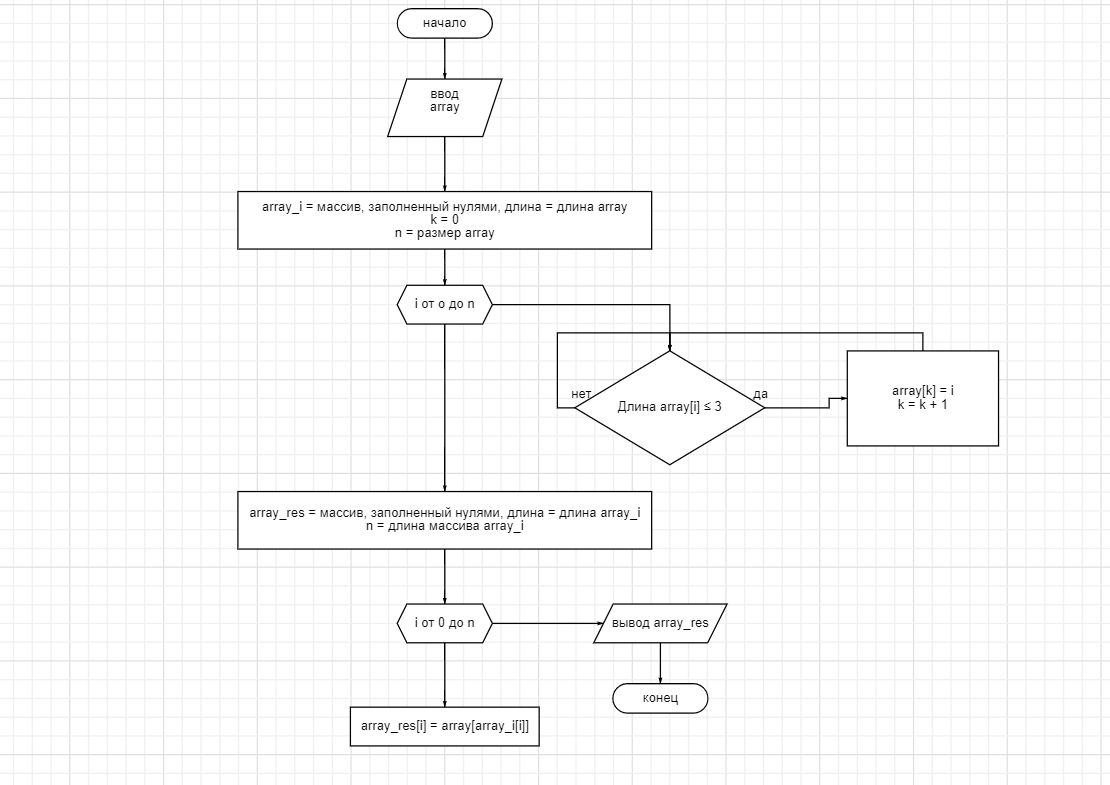 начало
ввод
array
array_i = массив, заполненный нулями, длина = длина array
k = 0
n = размер array
i от о до n
нет
да
Длина array[i] ≤ 3
array[k] = i
k = k + 1
array_res = массив, заполненный нулями, длина = длина array_i
n = длина массива array_i
i от 0 до n
вывод array_res
конец
array_res[i] = array[array_i[i]]